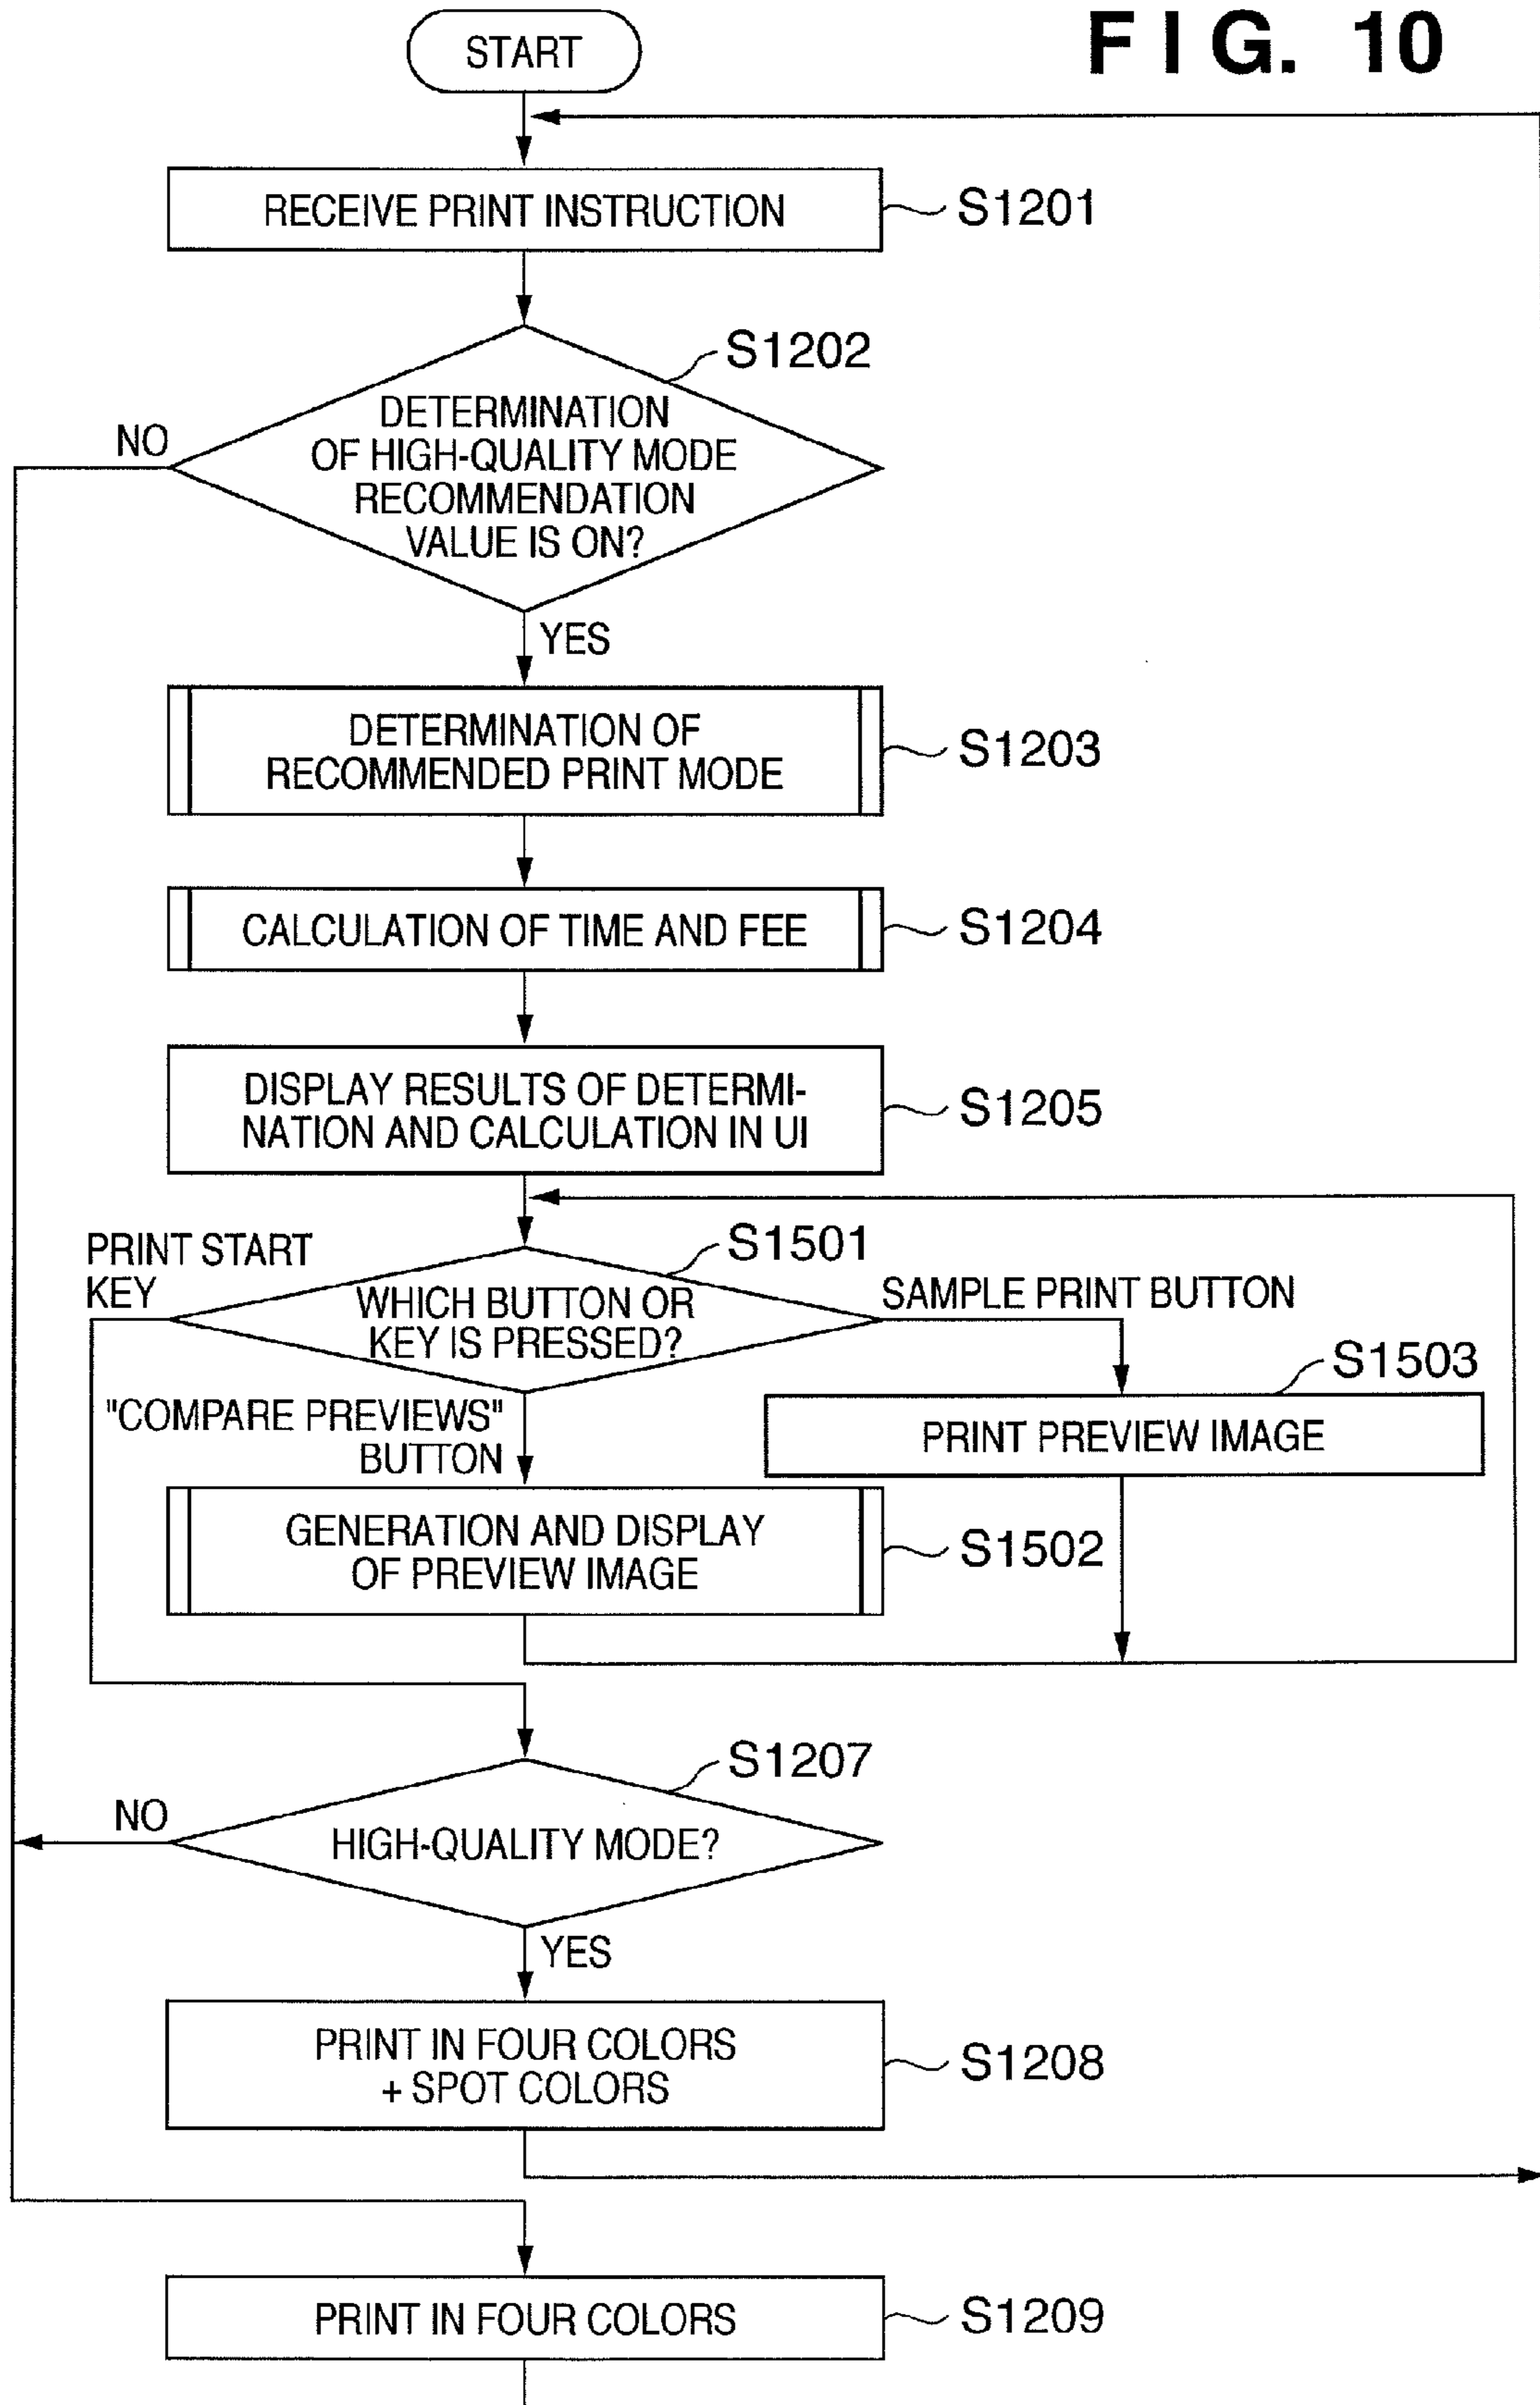 FIG. 10
START
RECEIVE PRINT INSTRUCTION
S1201
S1202
DETERMINATION
OF HIGH-QUALITY MODE
RECOMMENDATION
VALUE IS ON?
NO
YES
DETERMINATION OF
RECOMMENDED PRINT MODE
S1203
CALCULATION OF TIME AND FEE
S1204
DISPLAY RESULTS OF DETERMI-
NATION AND CALCULATION IN UI
S1205
S1501
PRINT START
KEY
WHICH BUTTON OR
KEY IS PRESSED?
SAMPLE PRINT BUTTON
S1503
PRINT PREVIEW IMAGE
"COMPARE PREVIEWS"
BUTTON
GENERATION AND DISPLAY
OF PREVIEW IMAGE
S1502
S1207
NO
HIGH-QUALITY MODE?
YES
PRINT IN FOUR COLORS
+ SPOT COLORS
S1208
PRINT IN FOUR COLORS
S1209